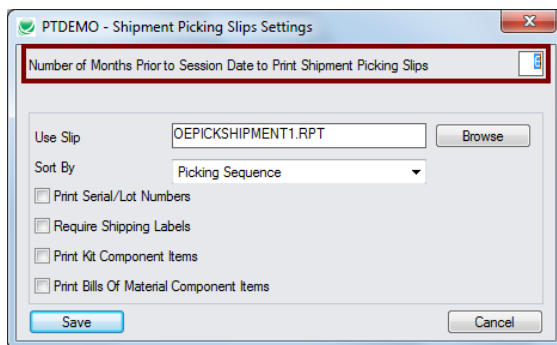 PTDEMO - Shipment Picking Slips Settings
Number of Months Prior to Session Date to Print Shipment Picking Slips 6
Use Slip OEPICKSHIPMENT1.RPT Browse
Sort By Picking Sequence
Print Serial/Lot Numbers
Require Shipping Labels
Print Kit Component Items
Print Bills Of Material Component Items
Save Cancel